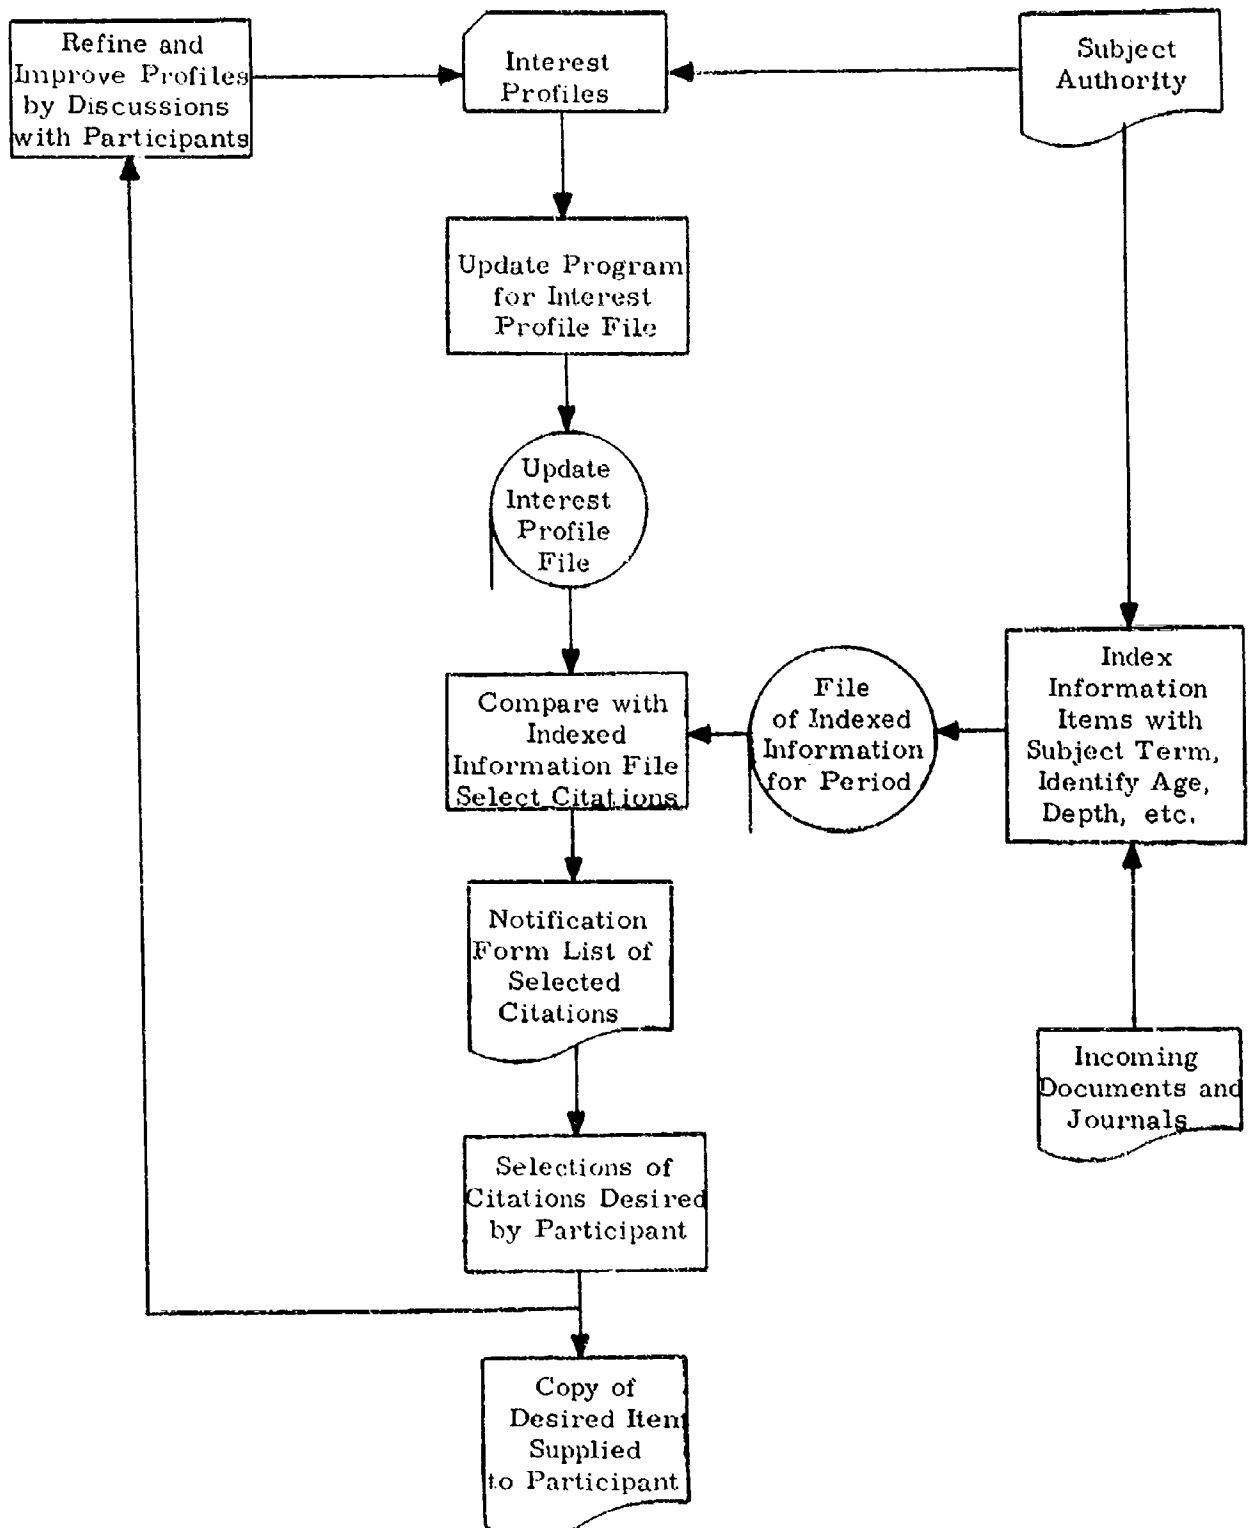 Refine and
Improve Profiles
by Discussions
with Participants
Interest
Profiles
Subject
Authority
Update Program
for Interest
Profile File
Update
Interest
Profile
File
Compare with
Indexed
Information File
Select Citations
File
of Indexed
Information
for Period
Index
Information
Items with
Subject Term,
Identify Age,
Depth, etc.
Notification
Form List of
Selected
Citations
Incoming
Documents and
Journals
Selections of
Citations Desired
by Participant
Copy of
Desired Item
Supplied
to Participant